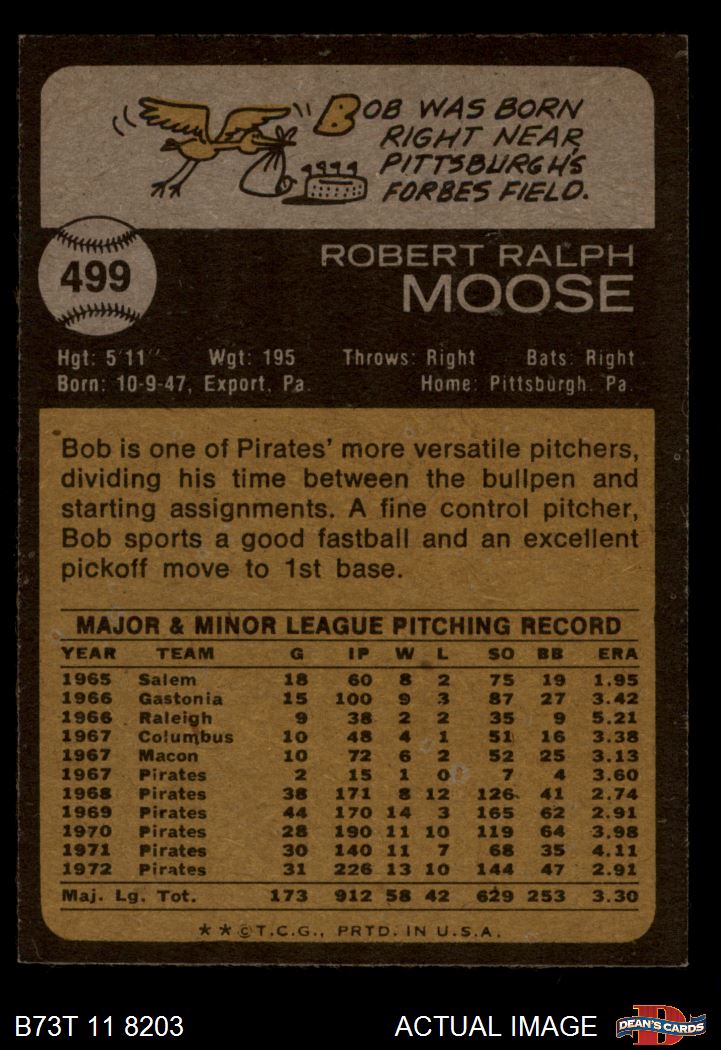 BOB WAS BORN
RIGHT NEAR
PITTSBURGH'S
FORBES FIELD.
499
ROBERT RALPH
MOOSE
Hgt: 5'11" Wgt: 195 Throws: Right Bats: Right
Born: 10-9-47, Export, Pa. Home: Pittsburgh, Pa.
Bob is one of Pirates' more versatile pitchers,
dividing his time between the bullpen and
starting assignments. A fine control pitcher,
Bob sports a good fastball and an excellent
pickoff move to 1st base.
MAJOR & MINOR LEAGUE PITCHING RECORD
YEAR TEAM G IP W L SO BB ERA
1965 Salem 18 60 8 2 75 19 1.95
1966 Gastonia 15 100 9 3 87 27 3.42
1966 Raleigh 9 38 2 2 35 9 5.21
1967 Columbus 10 48 4 1 51 16 3.38
1967 Macon 10 72 6 2 52 25 3.13
1967 Pirates 2 15 1 0 7 4 3.60
1968 Pirates 38 171 8 12 126 41 2.74
1969 Pirates 44 170 14 3 165 62 2.91
1970 Pirates 28 190 11 10 119 64 3.98
1971 Pirates 30 140 11 7 68 35 4.11
1972 Pirates 31 226 13 10 144 47 2.91
Maj. Lg. Tot. 173 912 58 42 629 253 3.30
**©T.C.G., PRTD. IN U.S.A.
B73T 11 8203 ACTUAL IMAGE DEAN'S CARDS